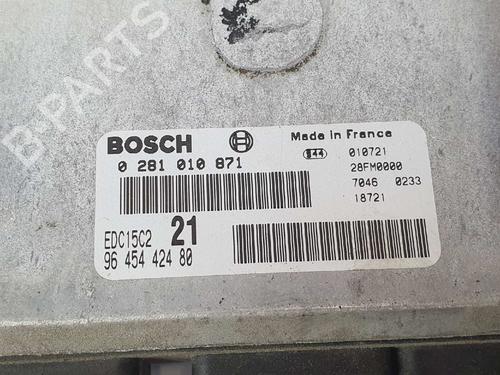 B-PARTS
BOSCH
0 281 010 871
EDC15C2 21
96 454 424 80
Made in France
144 010721
28FM0000
7046 0233
18721